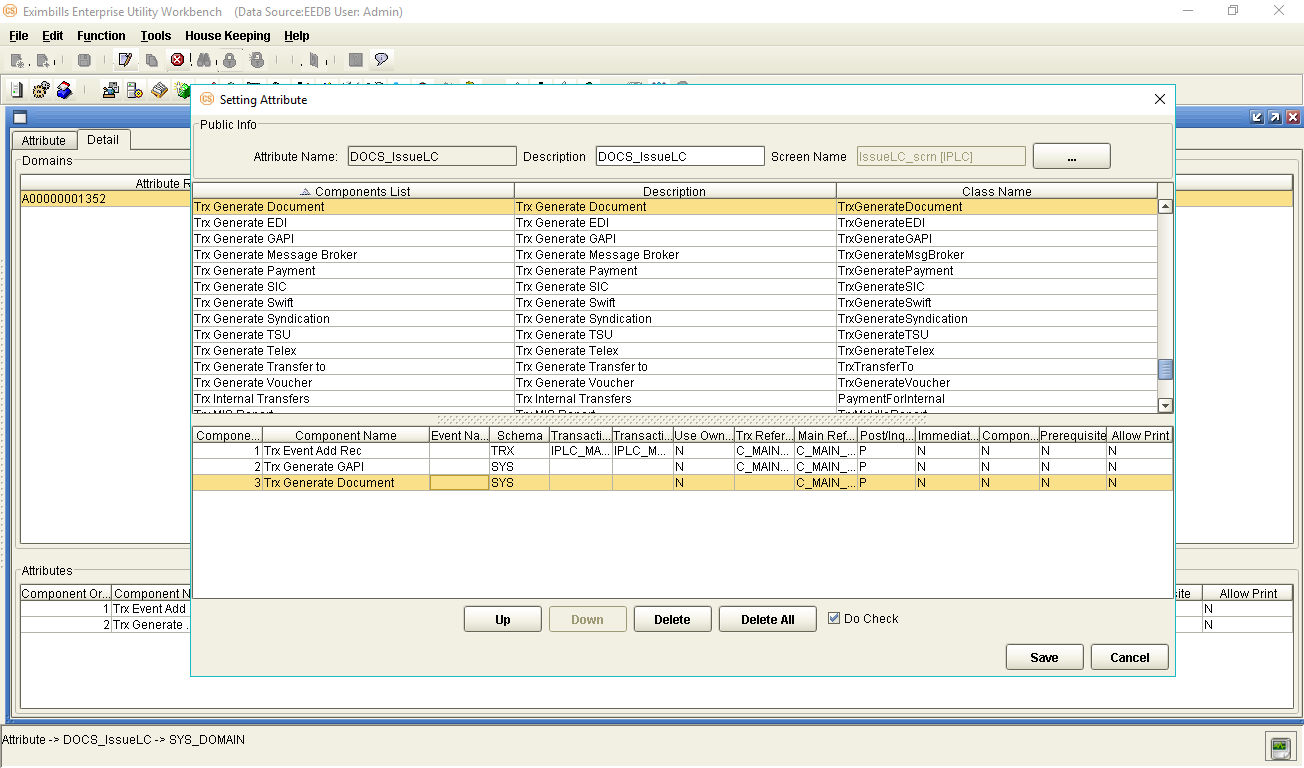 CS Eximbills Enterprise Utility Workbench (Data Source:EEDB User: Admin)
File Edit Function Tools House Keeping Help
CS Setting Attribute
Public Info
Attribute Name: DOCS_IssueLC Description DOCS_IssueLC Screen Name IssueLC_scrn [IPLC] ...
Attribute Detail
Domains
Attribute R
A00000001352
Components List Description Class Name
Trx Generate Document Trx Generate Document TrxGenerateDocument
Trx Generate EDI Trx Generate EDI TrxGenerateEDI
Trx Generate GAPI Trx Generate GAPI TrxGenerateGAPI
Trx Generate Message Broker Trx Generate Message Broker TrxGenerateMsgBroker
Trx Generate Payment Trx Generate Payment TrxGeneratePayment
Trx Generate SIC Trx Generate SIC TrxGenerateSIC
Trx Generate Swift Trx Generate Swift TrxGenerateSwift
Trx Generate Syndication Trx Generate Syndication TrxGenerateSyndication
Trx Generate TSU Trx Generate TSU TrxGenerateTSU
Trx Generate Telex Trx Generate Telex TrxGenerateTelex
Trx Generate Transfer to Trx Generate Transfer to TrxTransferTo
Trx Generate Voucher Trx Generate Voucher TrxGenerateVoucher
Trx Internal Transfers Trx Internal Transfers PaymentForInternal
Compone... Component Name Event Na... Schema Transacti... Transacti... Use Own... Trx Refer... Main Ref... Post/Inq... Immediat... Compon... Prerequisite Allow Print
1 Trx Event Add Rec TRX IPLC_MA... IPLC_M... N C_MAIN... C_MAIN_... P N N N N
2 Trx Generate GAPI SYS N C_MAIN... C_MAIN_... P N N N N
3 Trx Generate Document SYS N C_MAIN_... P N N N N
Attributes
Component Or... Component N ite Allow Print
1 Trx Event Add N
2 Trx Generate . N
Up Down Delete Delete All Do Check
Save Cancel
Attribute -> DOCS_IssueLC -> SYS_DOMAIN